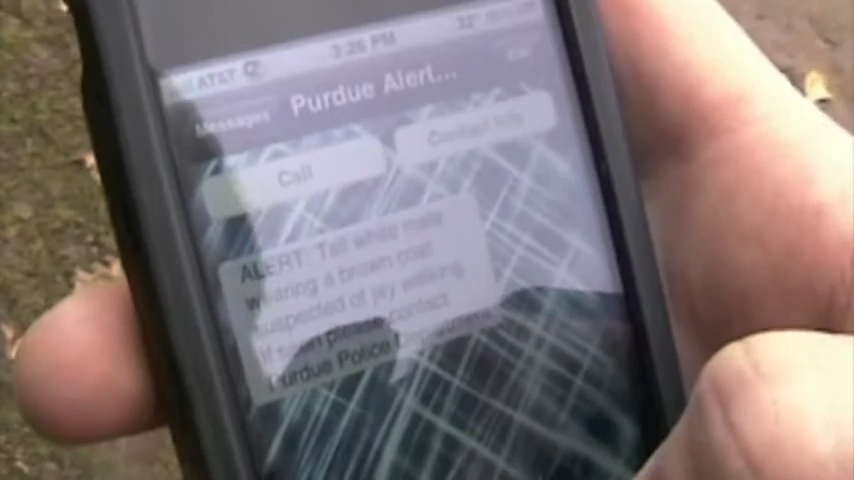 AT&T 3:26 PM
Messages Purdue Alert...
Call Contact Info
ALERT: Tall white male
wearing a brown coat
suspected of jay walking.
If seen please contact
Purdue Police Department